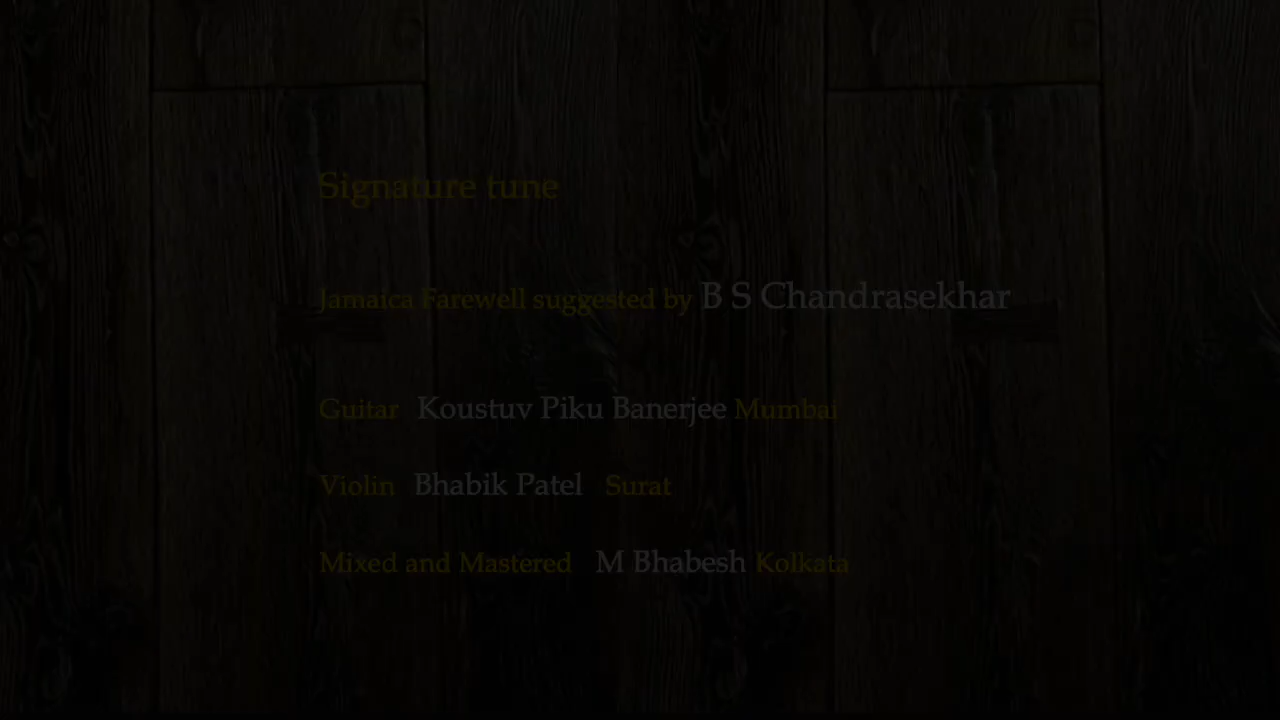 Signature tune
Jamaica Farewell suggested by B S Chandrasekhar
Guitar Koustuv Piku Banerjee Mumbai
Violin Bhabik Patel Surat
Mixed and Mastered M Bhabesh Kolkata